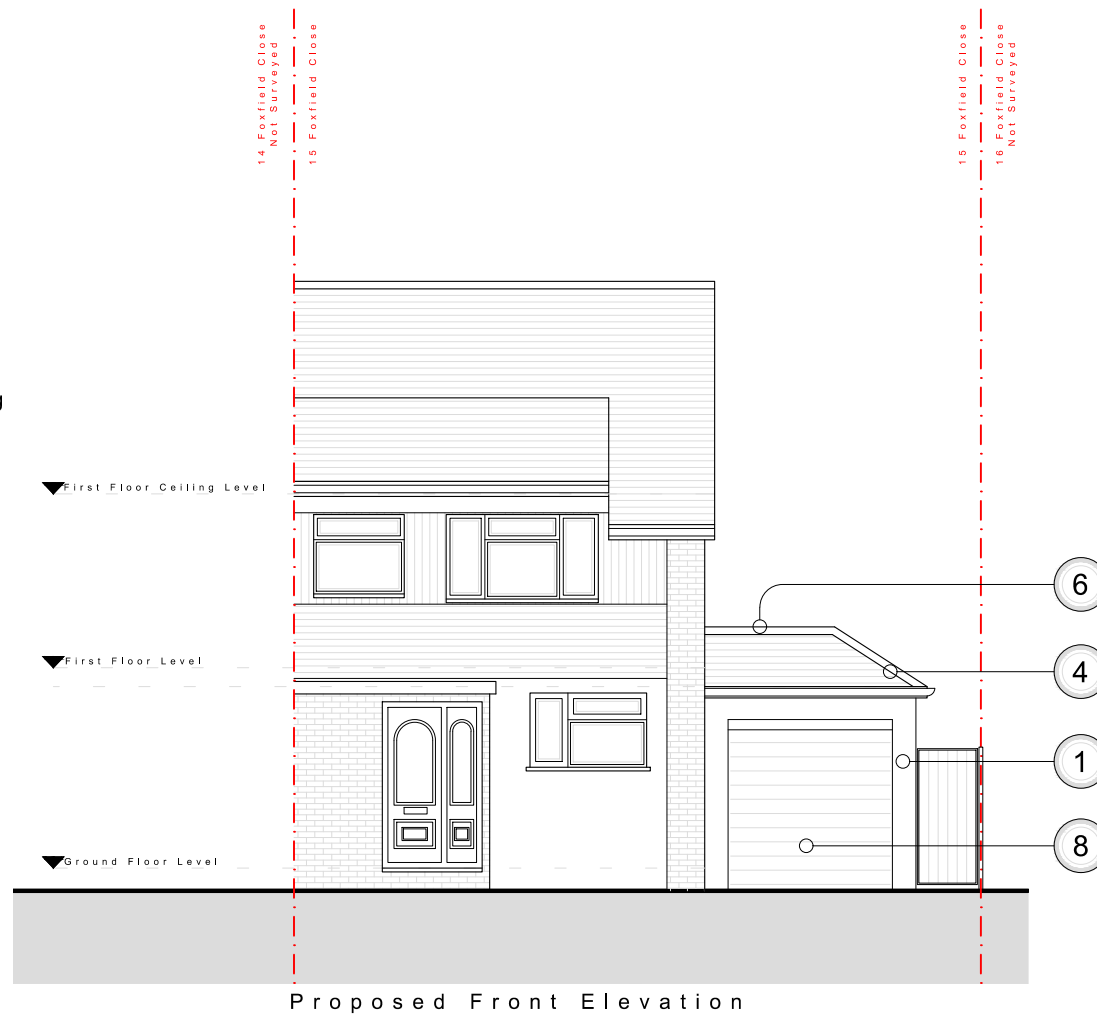 14 Foxfield Close
Not Surveyed
15 Foxfield Close
15 Foxfield Close
16 Foxfield Close
Not Surveyed
g
First Floor Ceiling Level
6
First Floor Level
4
1
8
Ground Floor Level
Proposed Front Elevation